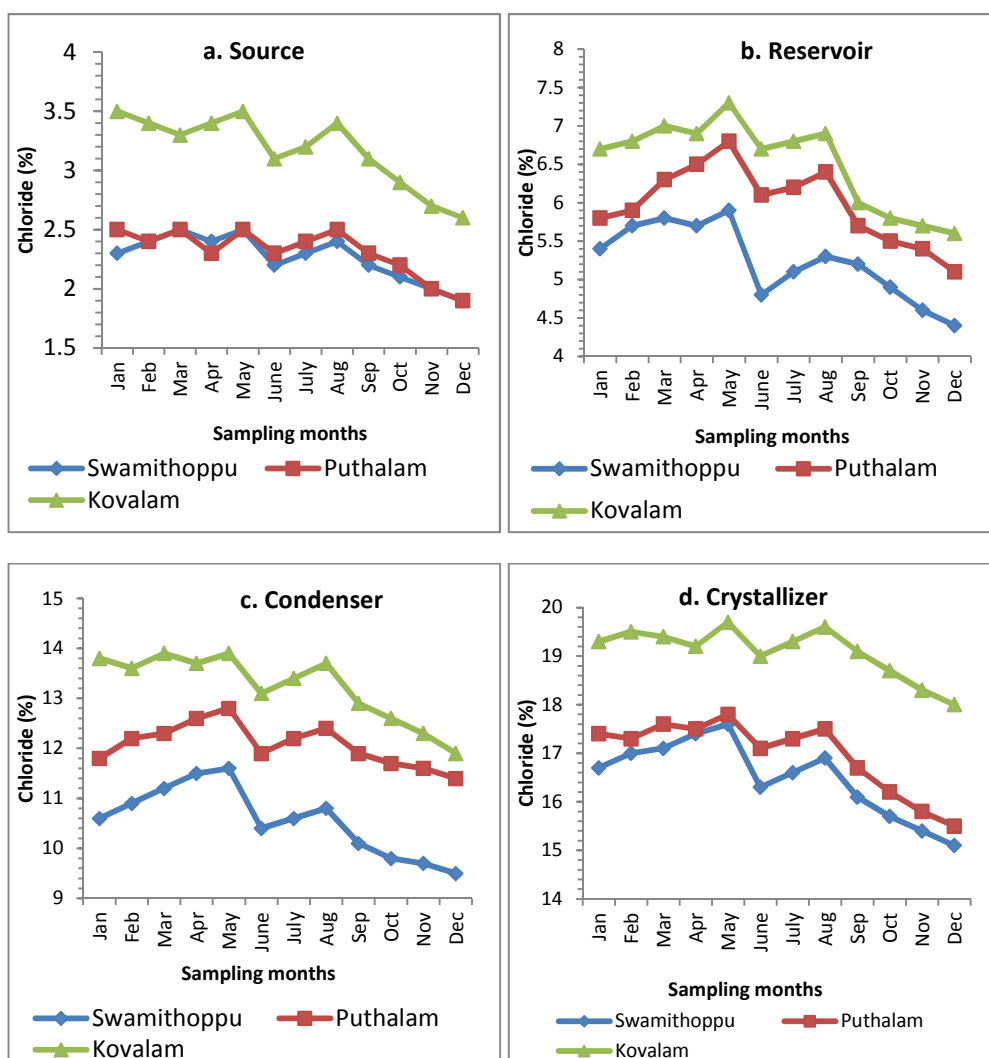 a. Source
4
3.5
3
2.5
2
1.5
Chloride (%)
Jan Feb Mar Apr May June July Aug Sep Oct Nov Dec
Sampling months
Swamithoppu Puthalam
Kovalam
b. Reservoir
8
7.5
7
6.5
6
5.5
5
4.5
4
Chloride (%)
Jan Feb Mar Apr May June July Aug Sep Oct Nov Dec
Sampling months
Swamithoppu Puthalam
Kovalam
c. Condenser
15
14
13
12
11
10
9
Chloride (%)
Jan Feb Mar Apr May June July Aug Sep Oct Nov Dec
Sampling months
Swamithoppu Puthalam
Kovalam
d. Crystallizer
20
19
18
17
16
15
14
Chloride (%)
Jan Feb Mar Apr May June July Aug Sep Oct Nov Dec
Sampling months
Swamithoppu Puthalam
Kovalam